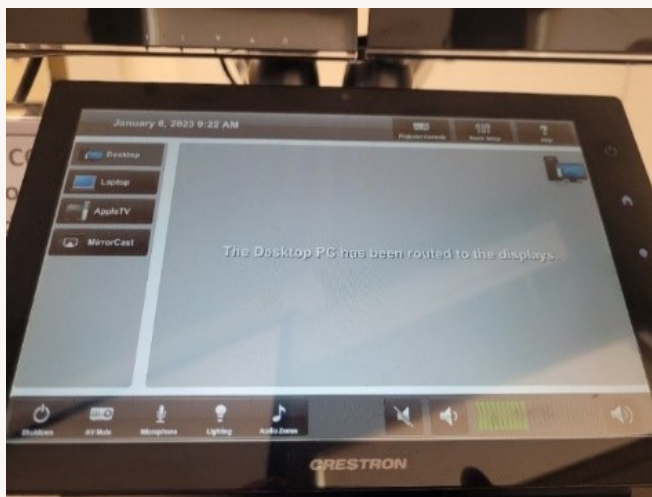 January 6, 2023 9:22 AM
Projector Controls
Room Setup
Help
Desktop
Laptop
AppleTV
MirrorCast
The Desktop PC has been routed to the displays.
Shutdown
AV Mute
Microphone
Lighting
Audio Zones
CRESTRON